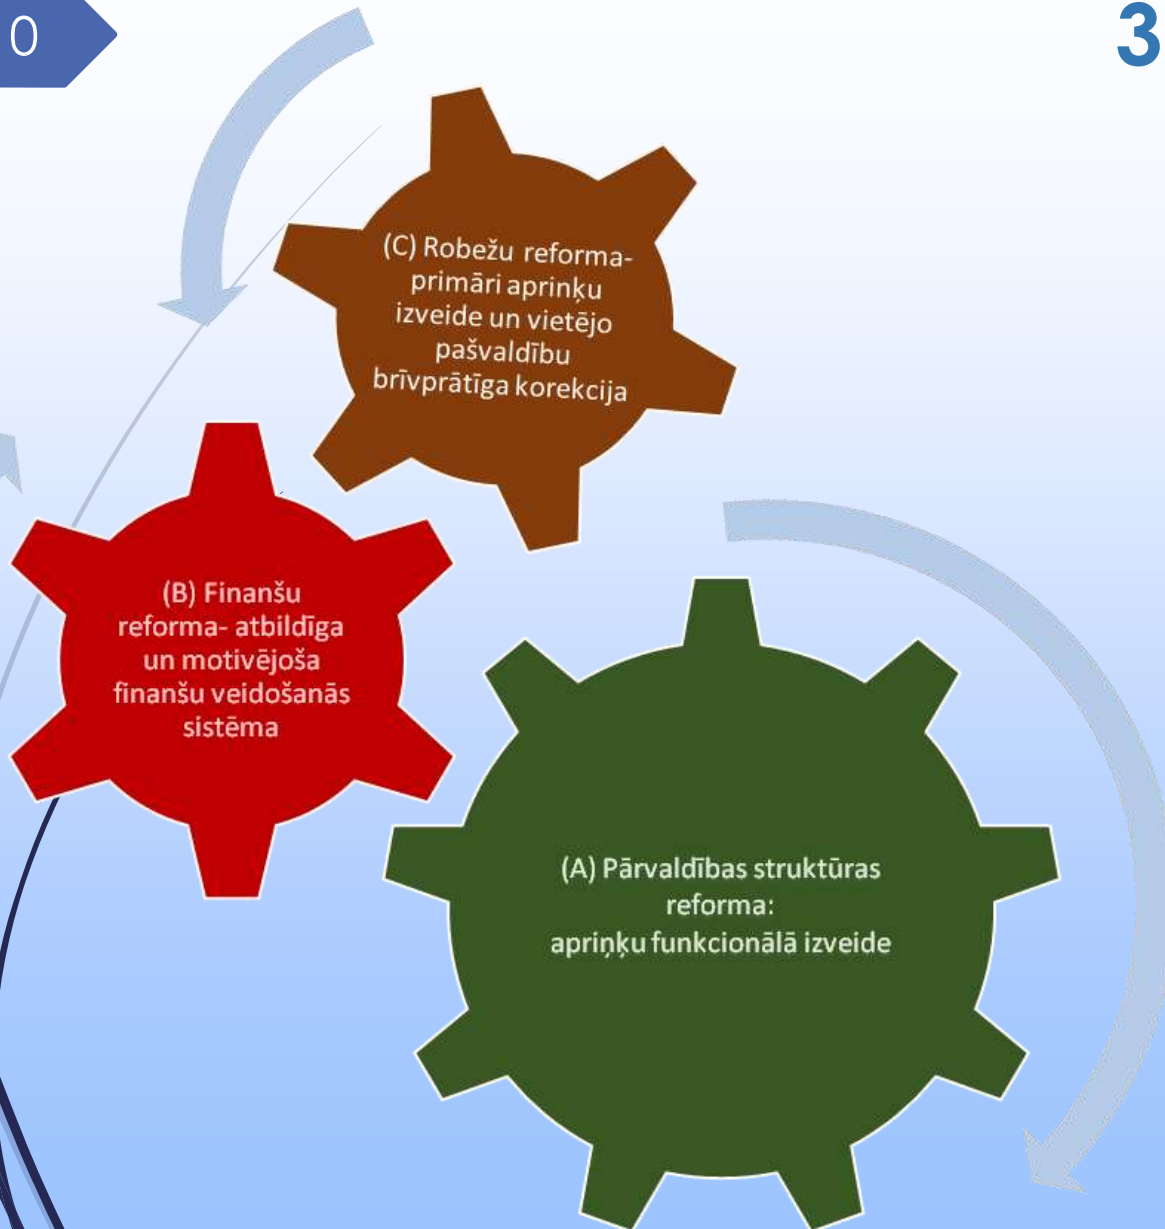 0
3
(C) Robežu reforma-
primāri apriņķu
izveide un vietējo
pašvaldību
brīvprātīga korekcija
(B) Finanšu
reforma- atbildīga
un motivējoša
finanšu veidošanās
sistēma
(A) Pārvaldības struktūras
reforma:
apriņķu funkcionālā izveide